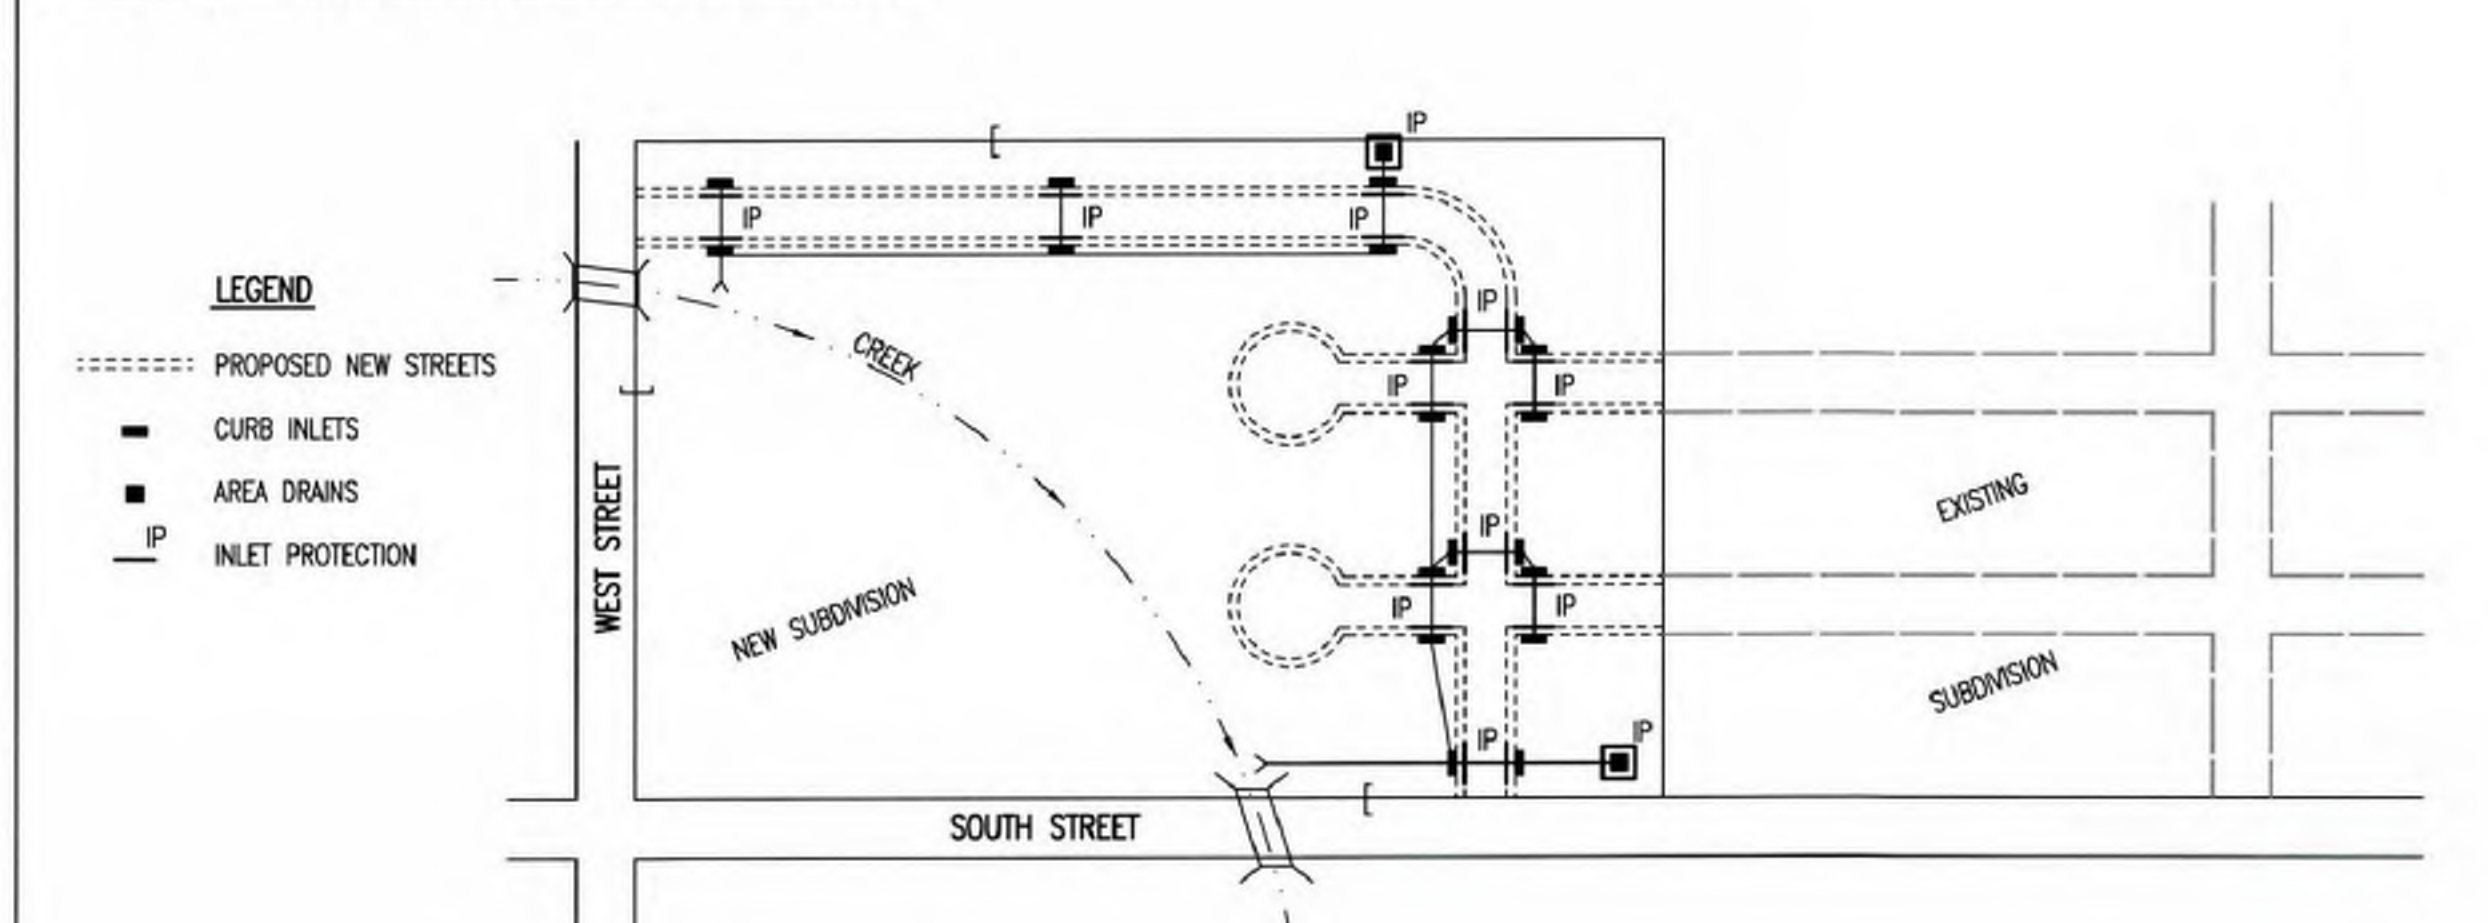 IP
IP
IP
IP
LEGEND
PROPOSED NEW STREETS
CURB INLETS
AREA DRAINS
IP
INLET PROTECTION
WEST STREET
CREEK
NEW SUBDIVISION
IP
IP
IP
IP
IP
IP
IP
IP
EXISTING
SUBDIVISION
SOUTH STREET